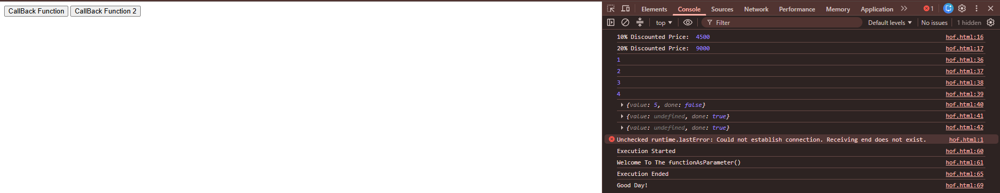 CallBack Function CallBack Function 2
Elements Console Sources Network Performance Memory Application 1
top Filter Default levels No issues 1 hidden
10% Discounted Price: 4500 hof.html:16
20% Discounted Price: 9000 hof.html:17
1 hof.html:36
2 hof.html:37
3 hof.html:38
4 hof.html:39
{value: 5, done: false} hof.html:40
{value: undefined, done: true} hof.html:41
{value: undefined, done: true} hof.html:42
Unchecked runtime.lastError: Could not establish connection. Receiving end does not exist. hof.html:1
Execution Started hof.html:60
Welcome To The functionAsParameter() hof.html:61
Execution Ended hof.html:65
Good Day! hof.html:69